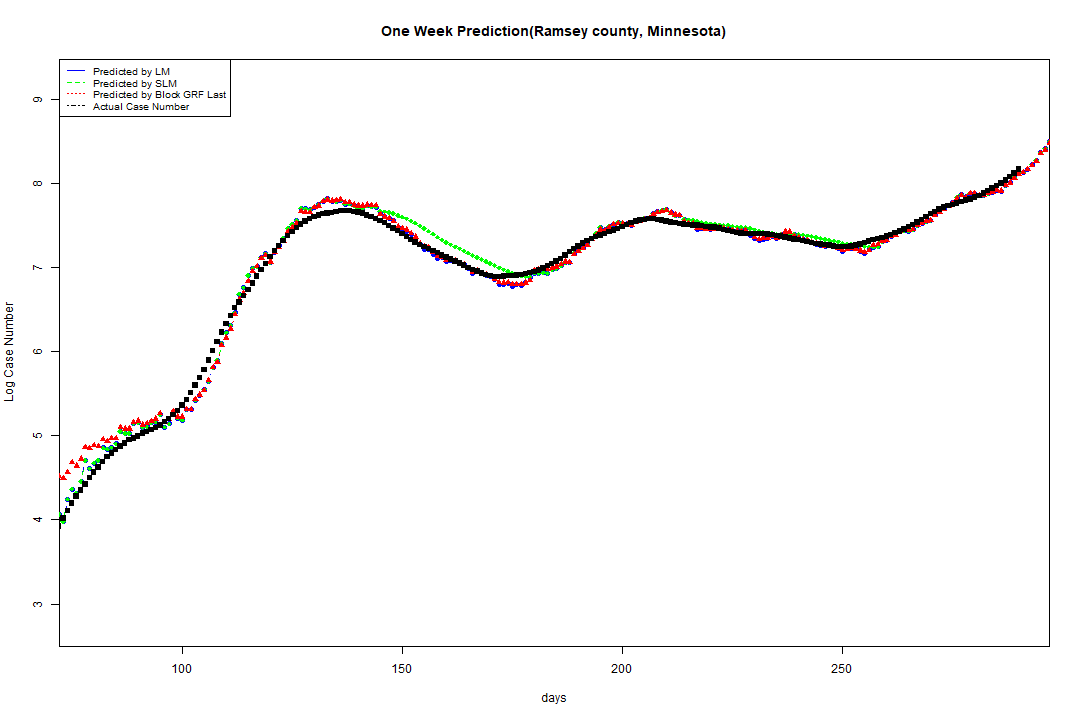 One Week Prediction(Ramsey county, Minnesota)
Predicted by LM
Predicted by SLM
Predicted by Block GRF Last
Actual Case Number
9
8
7
6
5
4
3
Log Case Number
100 150 200 250
days